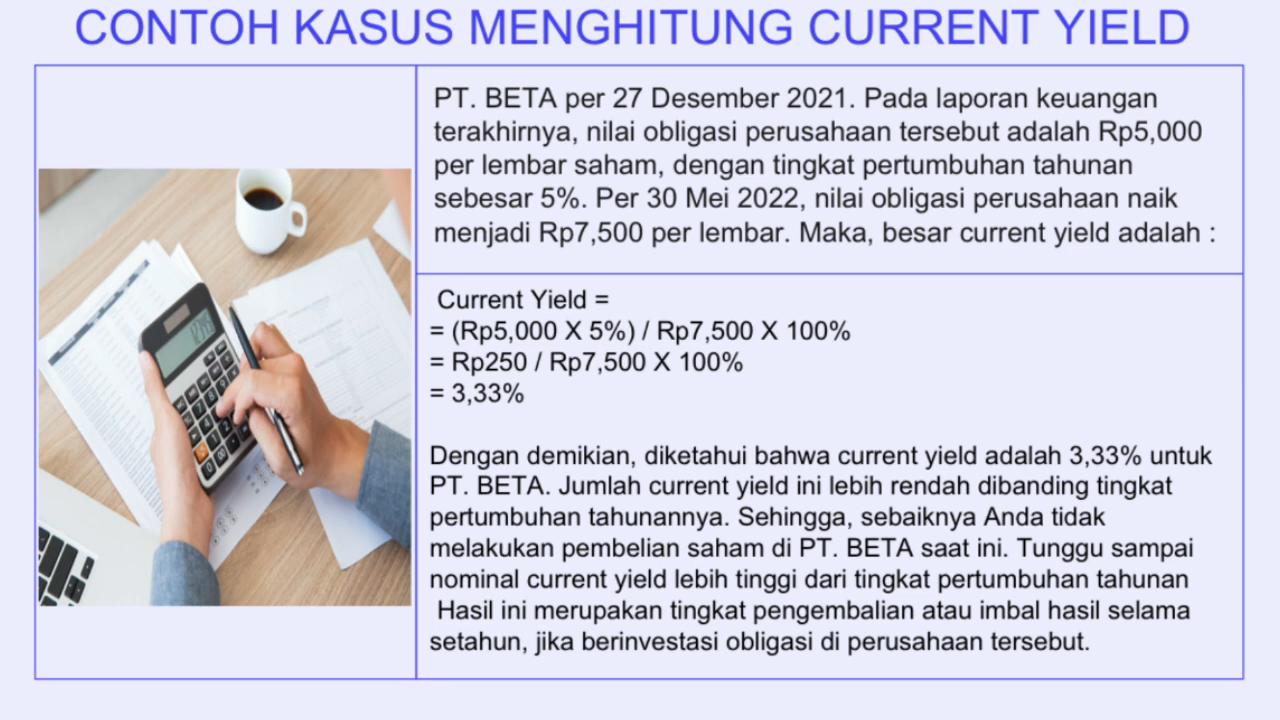 CONTOH KASUS MENGHITUNG CURRENT YIELD
PT. BETA per 27 Desember 2021. Pada laporan keuangan
terakhirnya, nilai obligasi perusahaan tersebut adalah Rp5,000
per lembar saham, dengan tingkat pertumbuhan tahunan
sebesar 5%. Per 30 Mei 2022, nilai obligasi perusahaan naik
menjadi Rp7,500 per lembar. Maka, besar current yield adalah :
Current Yield =
= (Rp5,000 X 5%) / Rp7,500 X 100%
= Rp250 / Rp7,500 X 100%
= 3,33%
Dengan demikian, diketahui bahwa current yield adalah 3,33% untuk
PT. BETA. Jumlah current yield ini lebih rendah dibanding tingkat
pertumbuhan tahunannya. Sehingga, sebaiknya Anda tidak
melakukan pembelian saham di PT. BETA saat ini. Tunggu sampai
nominal current yield lebih tinggi dari tingkat pertumbuhan tahunan
Hasil ini merupakan tingkat pengembalian atau imbal hasil selama
setahun, jika berinvestasi obligasi di perusahaan tersebut.